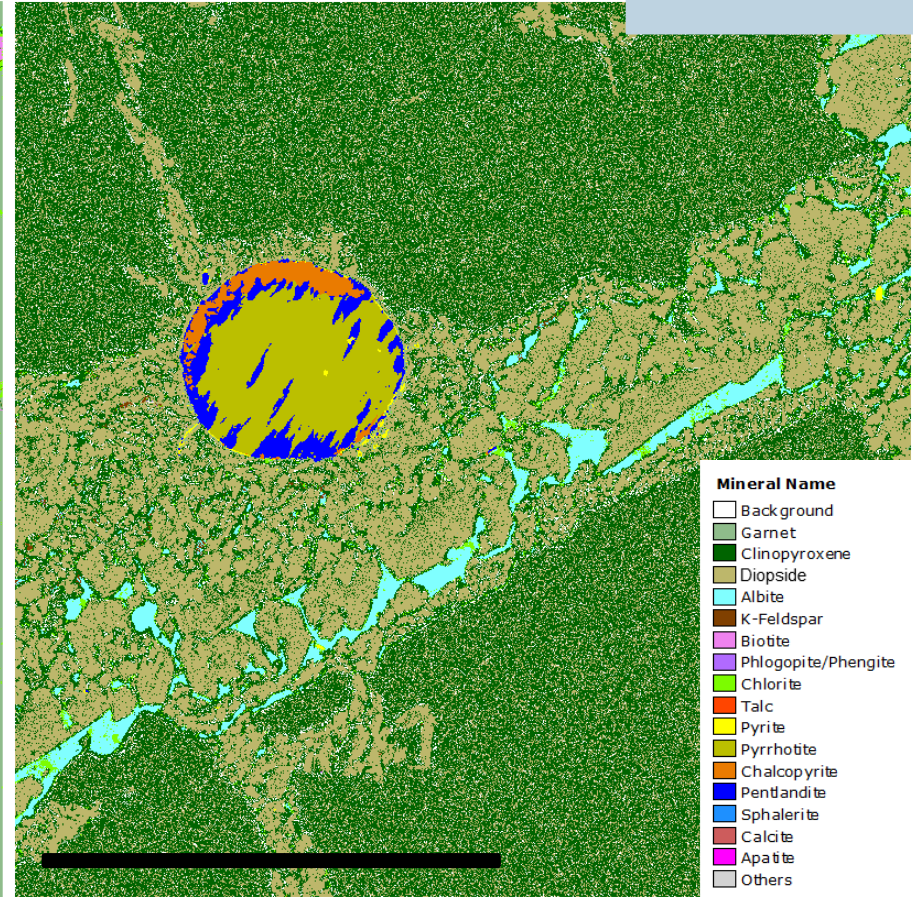 Mineral Name
Background
Garnet
Clinopyroxene
Diopside
Albite
K-Feldspar
Biotite
Phlogopite/Phengite
Chlorite
Talc
Pyrite
Pyrrhotite
Chalcopyrite
Pentlandite
Sphalerite
Calcite
Apatite
Others